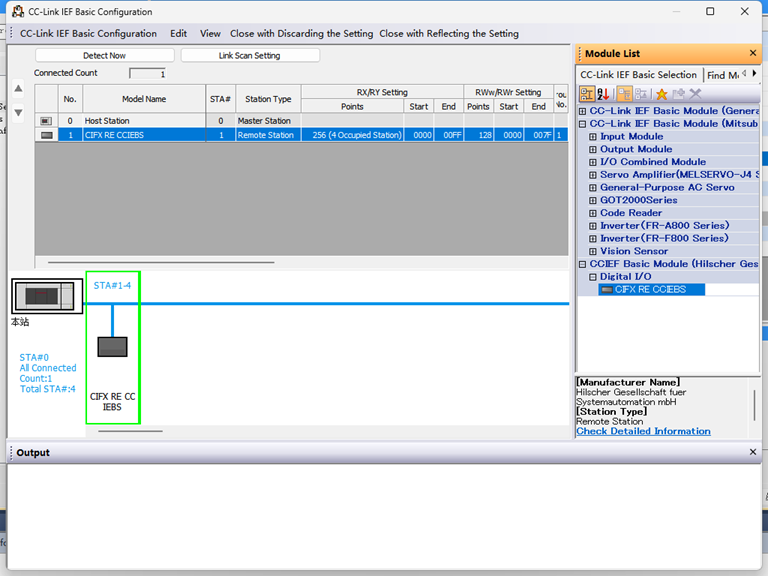 CC-Link IEF Basic Configuration
CC-Link IEF Basic Configuration Edit View Close with Discarding the Setting Close with Reflecting the Setting
Detect Now Link Scan Setting
Connected Count 1
No. Model Name STA# Station Type RX/RY Setting RWw/RWr Setting
Points Start End Points Start End
0 Host Station 0 Master Station
1 CIFX RE CCIEBS 1 Remote Station 256 (4 Occupied Station) 0000 00FF 128 0000 007F 1
STA#1-4
本站
STA#0
All Connected
Count:1
Total STA#:4
CIFX RE CC
IEBS
Module List
CC-Link IEF Basic Selection Find M
CC-Link IEF Basic Module (Genera
CC-Link IEF Basic Module (Mitsub
Input Module
Output Module
I/O Combined Module
Servo Amplifier(MELSERVO-J4 S
General-Purpose AC Servo
GOT2000Series
Code Reader
Inverter(FR-A800 Series)
Inverter(FR-F800 Series)
Vision Sensor
CCIEF Basic Module (Hilscher Ges
Digital I/O
CIFX RE CCIEBS
[Manufacturer Name]
Hilscher Gesellschaft fuer
Systemautomation mbH
[Station Type]
Remote Station
Check Detailed Information
Output